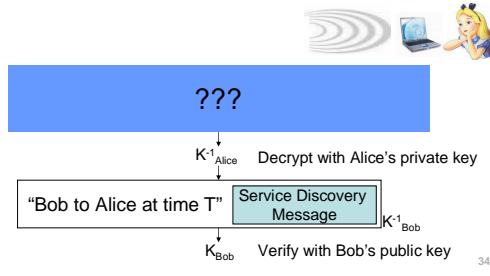 ???
K-1Alice Decrypt with Alice's private key
"Bob to Alice at time T" Service Discovery
Message
K-1Bob
KBob Verify with Bob's public key
34